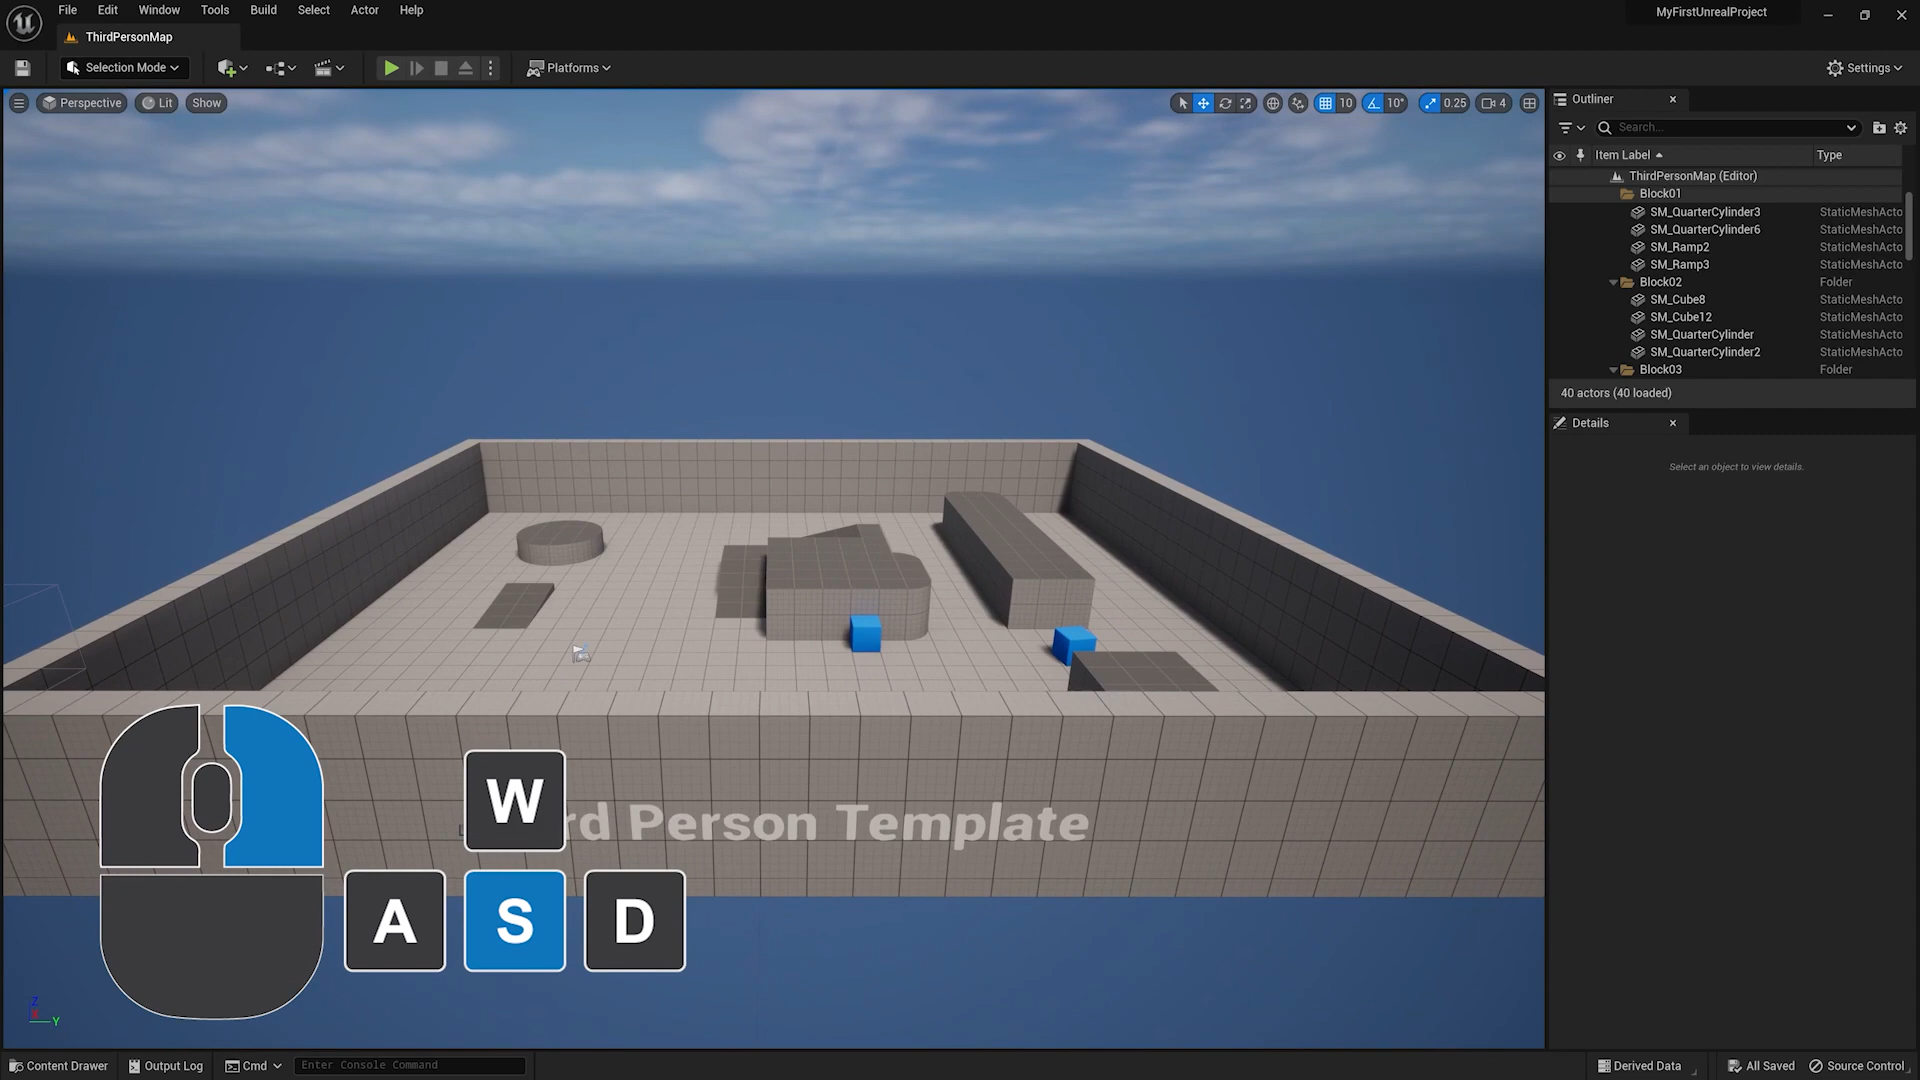 File Edit Window Tools Build Select Actor Help
MyFirstUnrealProject
ThirdPersonMap
Selection Mode
Platforms
Settings
Perspective Lit Show
10 10° 0.25 4
Outliner
Search...
Item Label Type
ThirdPersonMap (Editor)
Block01
SM_QuarterCylinder3 StaticMeshActo
SM_QuarterCylinder6 StaticMeshActo
SM_Ramp2 StaticMeshActo
SM_Ramp3 StaticMeshActo
Block02 Folder
SM_Cube8 StaticMeshActo
SM_Cube12 StaticMeshActo
SM_QuarterCylinder StaticMeshActo
SM_QuarterCylinder2 StaticMeshActo
Block03 Folder
40 actors (40 loaded)
Details
Select an object to view details.
rd Person Template
W
A S D
Z
Y
Content Drawer Output Log Cmd Enter Console Command Derived Data All Saved Source Control